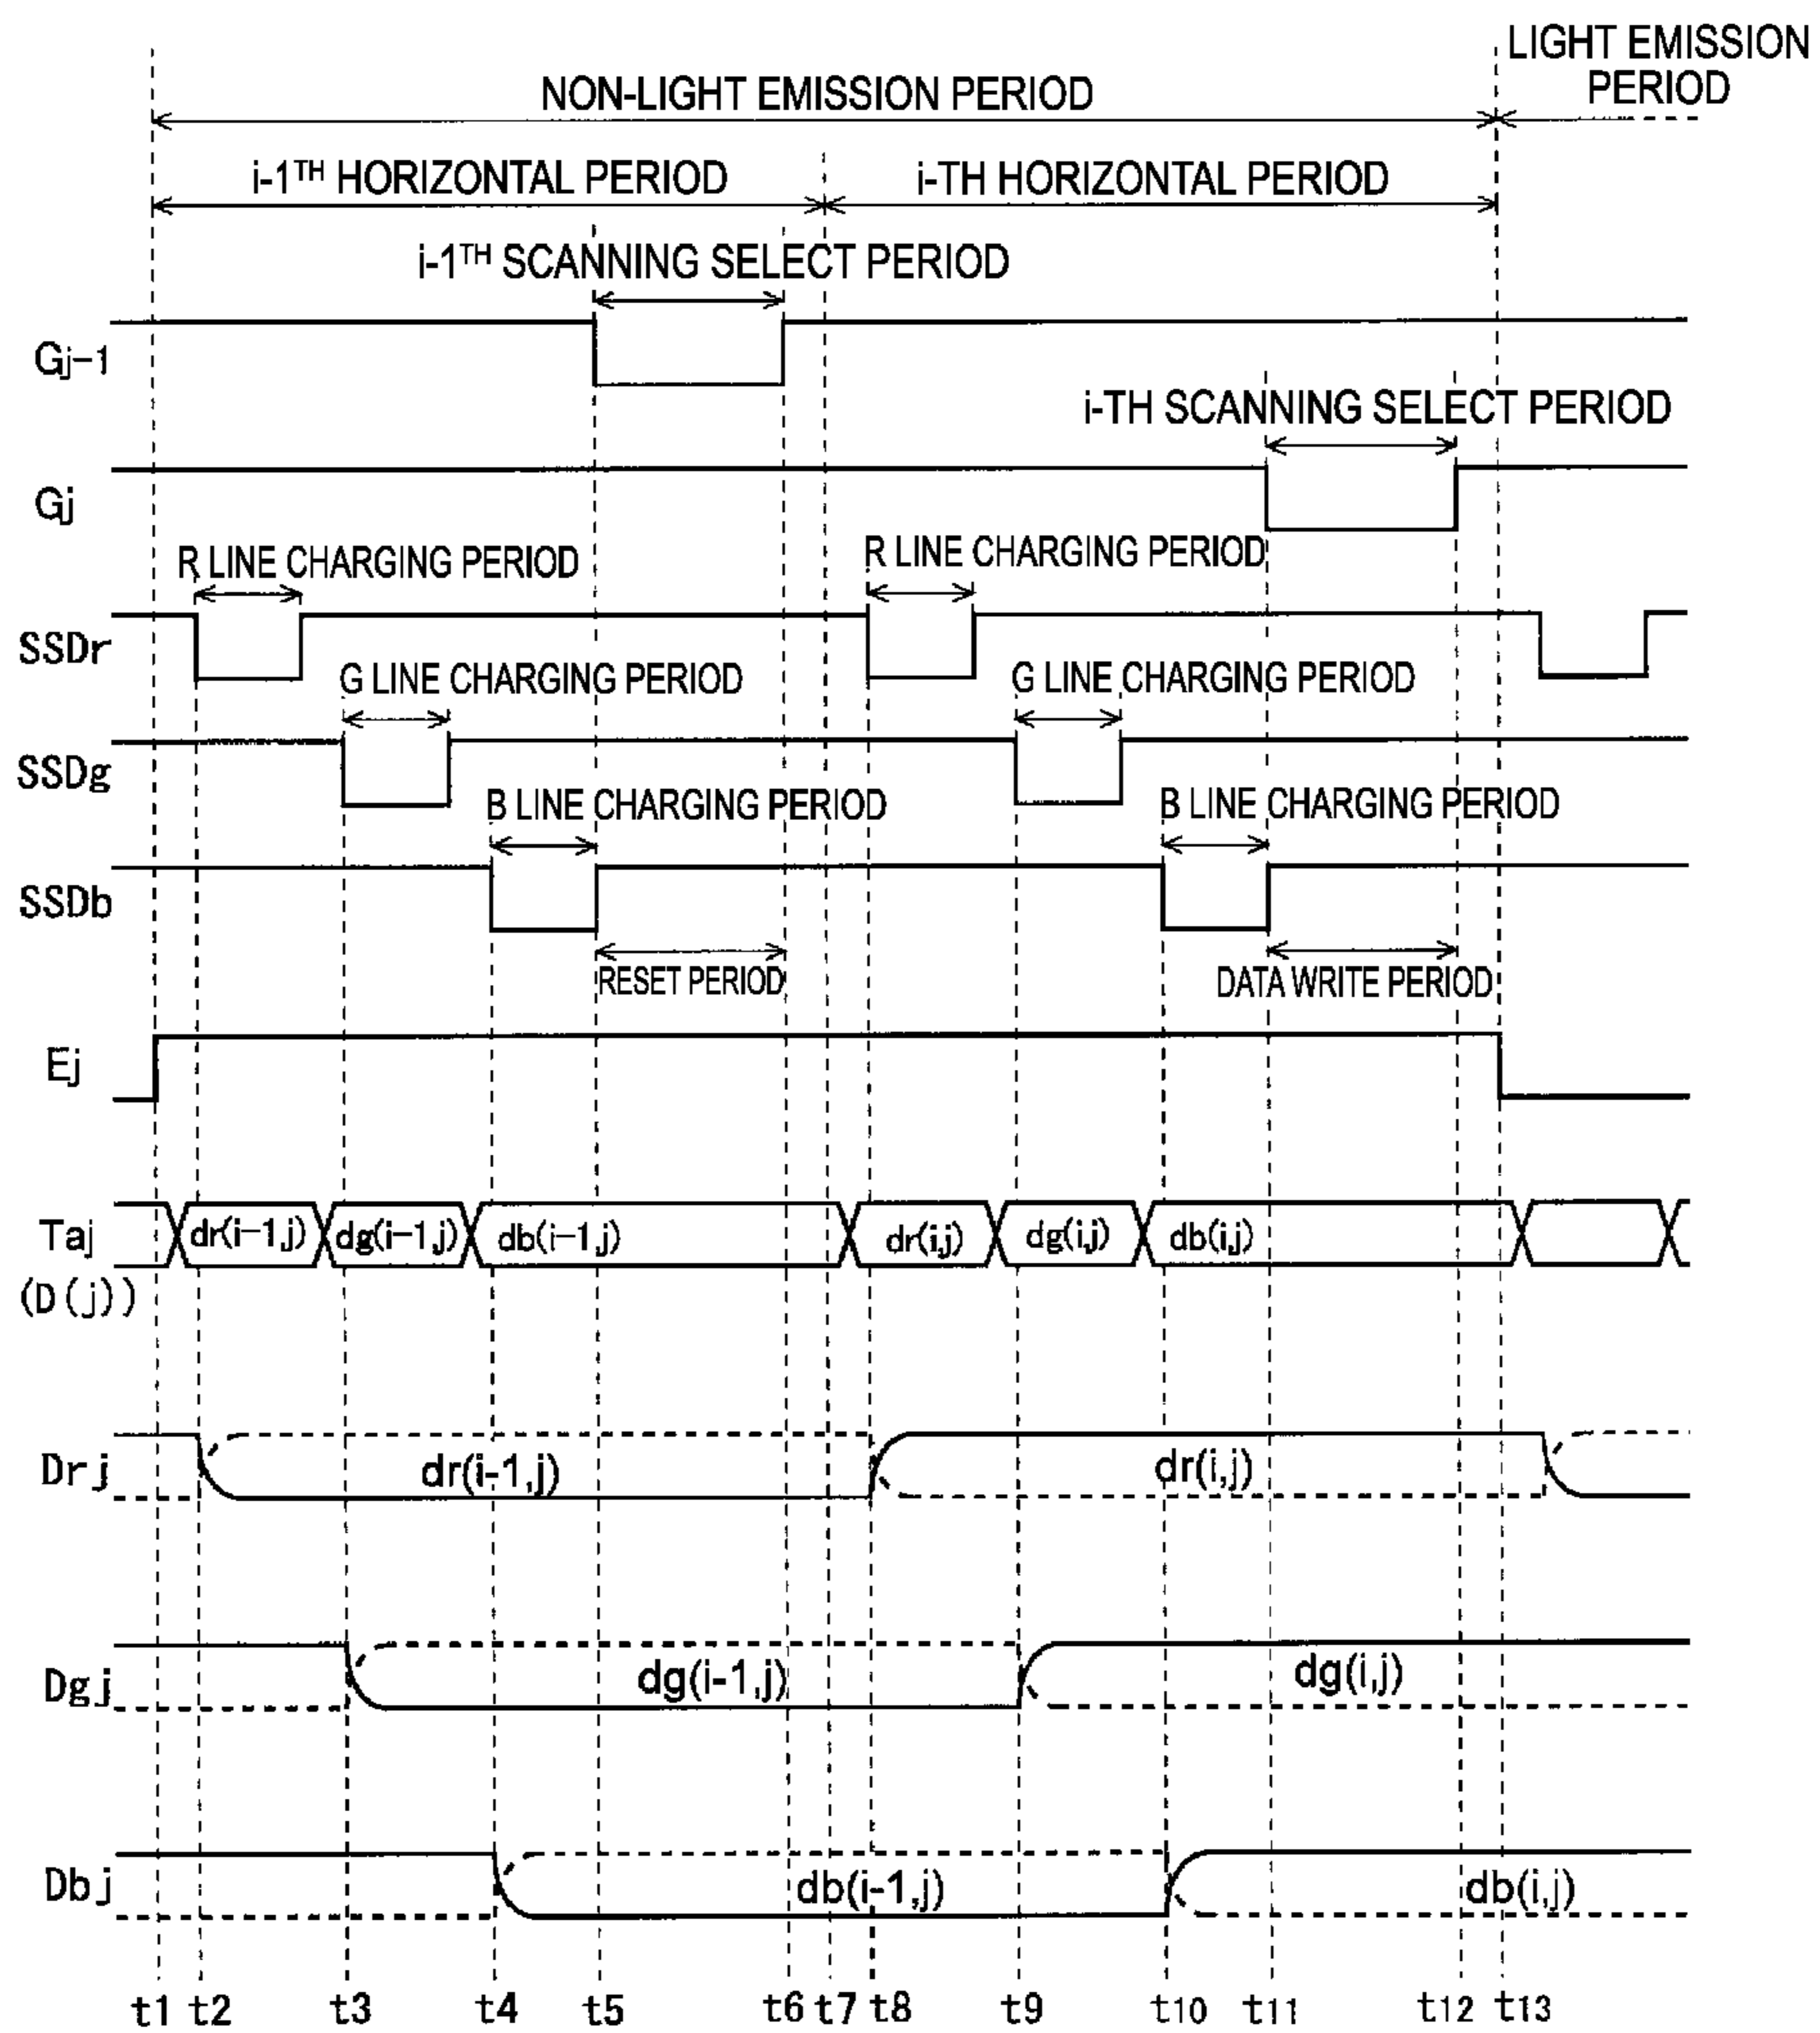 LIGHT EMISSION
PERIOD
NON-LIGHT EMISSION PERIOD
i-1TH HORIZONTAL PERIOD
i-TH HORIZONTAL PERIOD
i-1TH SCANNING SELECT PERIOD
Gj-1
i-TH SCANNING SELECT PERIOD
Gj
R LINE CHARGING PERIOD
R LINE CHARGING PERIOD
SSDr
G LINE CHARGING PERIOD
G LINE CHARGING PERIOD
SSDg
B LINE CHARGING PERIOD
B LINE CHARGING PERIOD
SSDb
RESET PERIOD
DATA WRITE PERIOD
Ej
Taj
dr(i-1,j)
dg(i-1,j)
db(i-1,j)
dr(i,j)
dg(i,j)
db(i,j)
(D(j))
Drj
dr(i-1,j)
dr(i,j)
Dgj
dg(i-1,j)
dg(i,j)
Dbj
db(i-1,j)
db(i,j)
t1 t2 t3 t4 t5 t6 t7 t8 t9 t10 t11 t12 t13